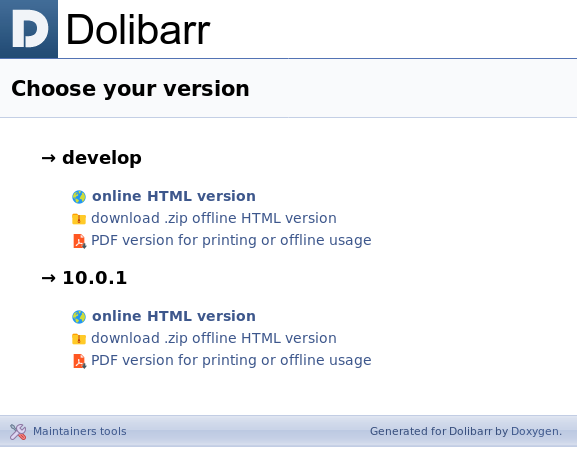 Dolibarr
Choose your version
→ develop
online HTML version
download .zip offline HTML version
PDF version for printing or offline usage
→ 10.0.1
online HTML version
download .zip offline HTML version
PDF version for printing or offline usage
Maintainers tools
Generated for Dolibarr by Doxygen.